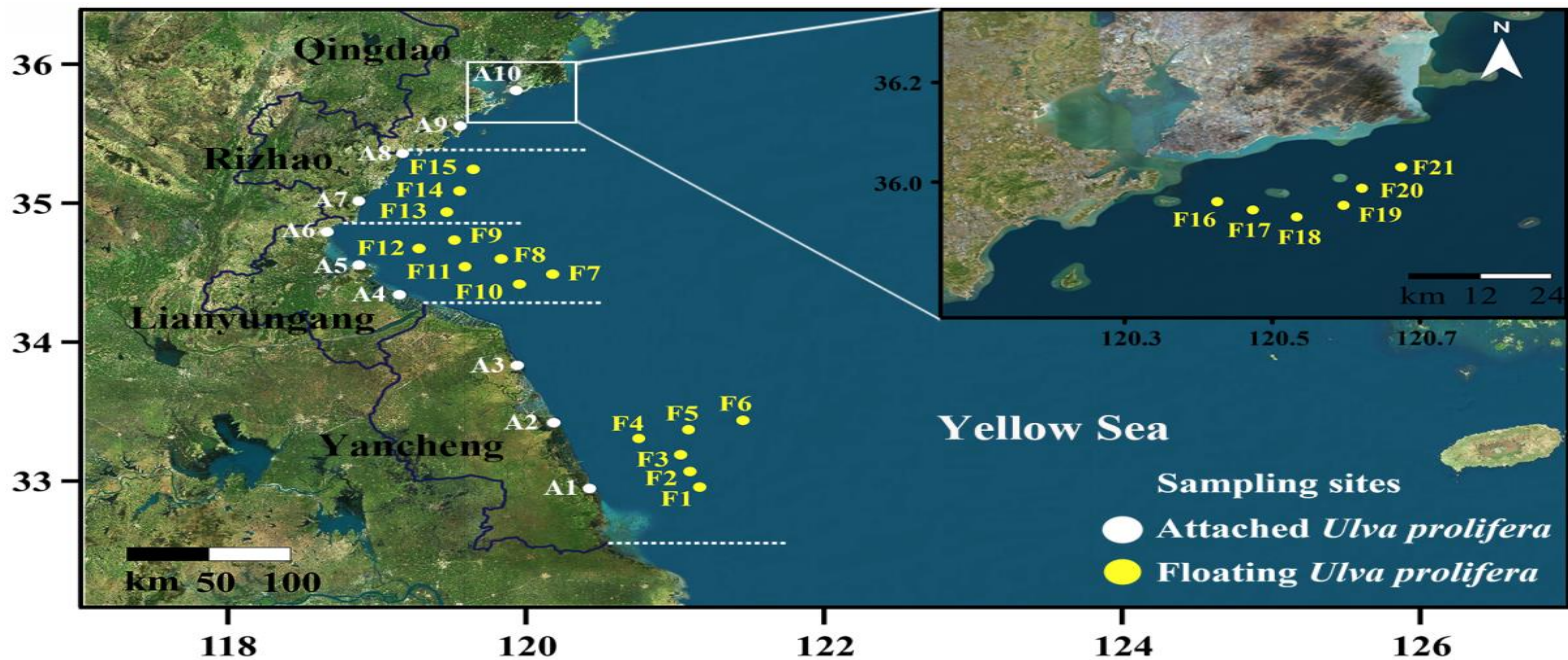 Qingdao
Rizhao
Lianyungang
Yancheng
Yellow Sea
A10
A9
A8
A7
A6
A5
A4
A3
A2
A1
F15
F14
F13
F12
F9
F8
F11
F7
F10
F6
F5
F4
F3
F2
F1
N
36.2
36.0
F21
F20
F19
F16
F17
F18
km 12 24
120.3 120.5 120.7
Sampling sites
Attached Ulva prolifera
Floating Ulva prolifera
km 50 100
36
35
34
33
118 120 122 124 126